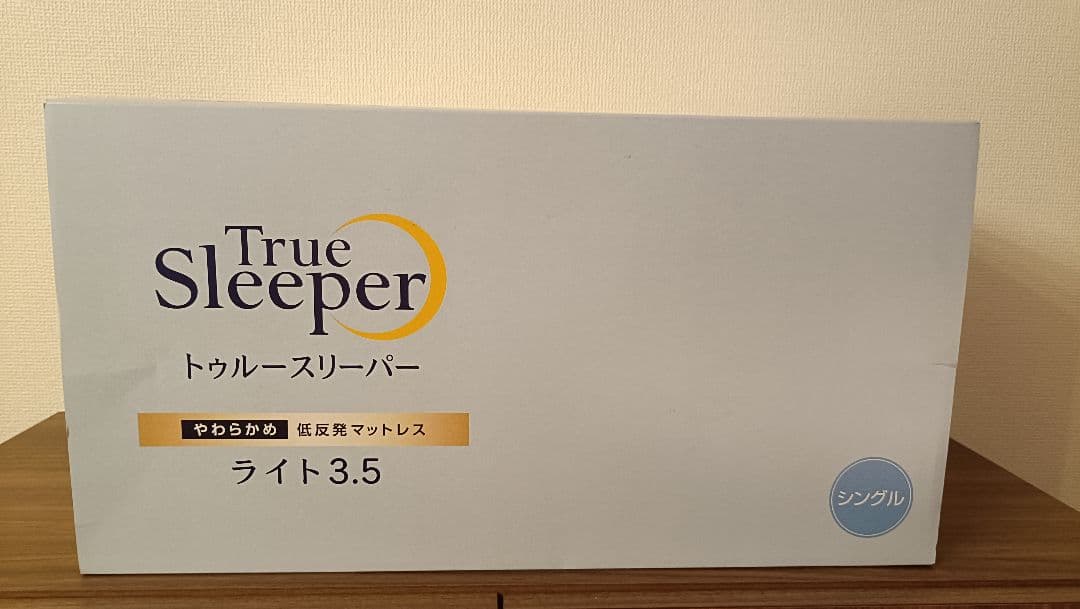 True
Sleeper
トゥルースリーパー
やわらかめ 低反発マットレス
ライト3.5
シングル